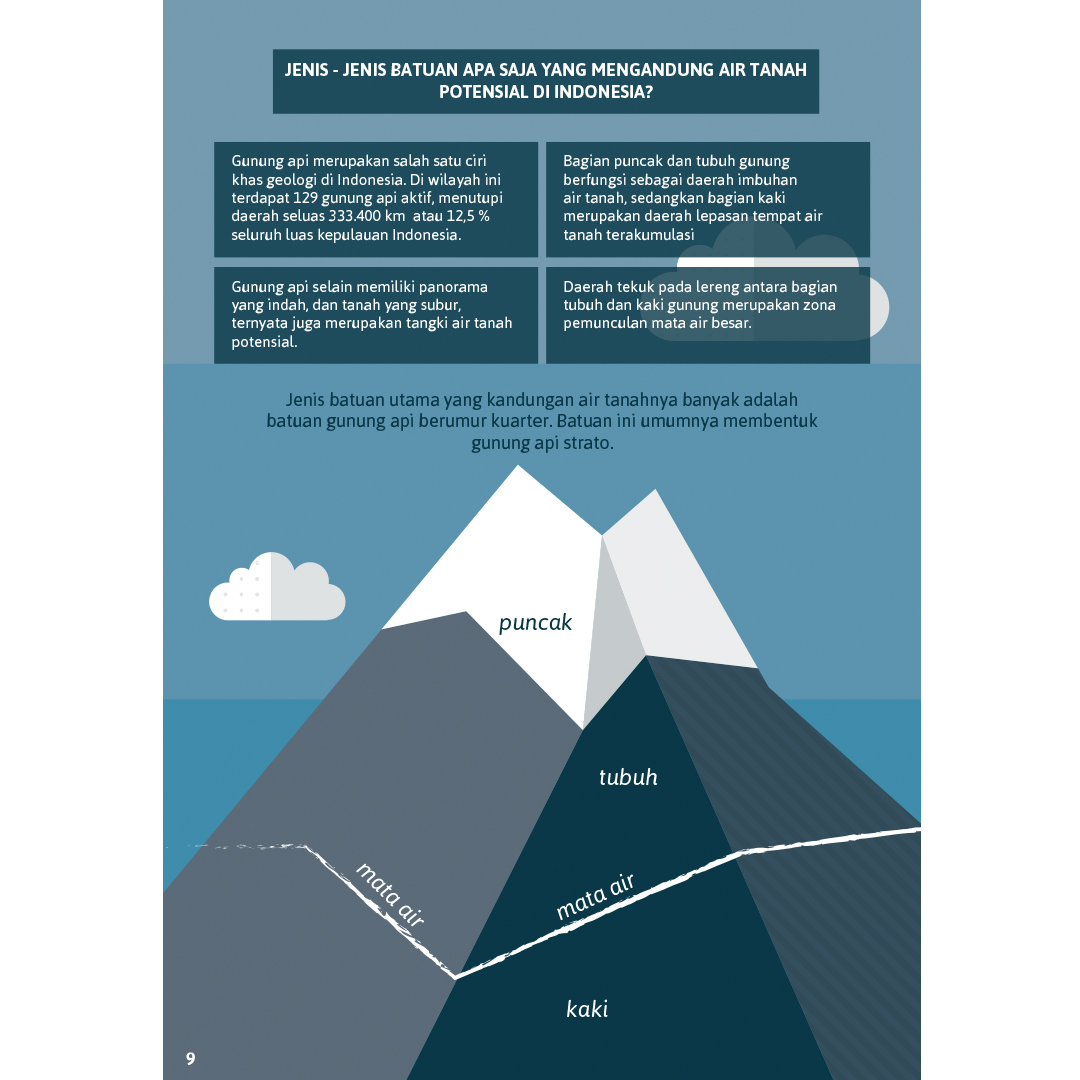 JENIS - JENIS BATUAN APA SAJA YANG MENGANDUNG AIR TANAH
POTENSIAL DI INDONESIA?
Gunung api merupakan salah satu ciri
khas geologi di Indonesia. Di wilayah ini
terdapat 129 gunung api aktif, menutupi
daerah seluas 333.400 km  atau 12,5 %
seluruh luas kepulauan Indonesia.
Bagian puncak dan tubuh gunung
berfungsi sebagai daerah imbuhan
air tanah, sedangkan bagian kaki
merupakan daerah lepasan tempat air
tanah terakumulasi
Gunung api selain memiliki panorama
yang indah, dan tanah yang subur,
ternyata juga merupakan tangki air tanah
potensial.
Daerah tekuk pada lereng antara bagian
tubuh dan kaki gunung merupakan zona
pemunculan mata air besar.
Jenis batuan utama yang kandungan air tanahnya banyak adalah
batuan gunung api berumur kuarter. Batuan ini umumnya membentuk
gunung api strato.
puncak
tubuh
mata air
mata air
kaki
9